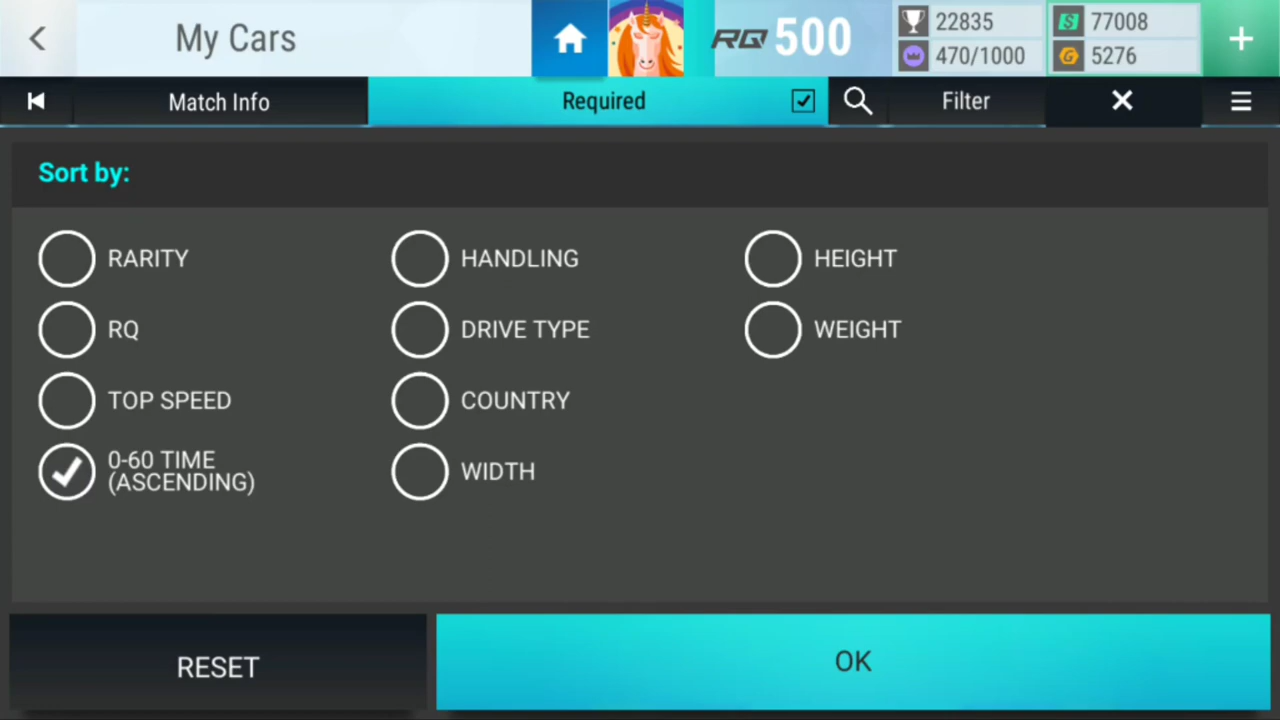 My Cars
RQ 500
22835
470/1000
77008
5276
Match Info
Required
Filter
Sort by:
RARITY
HANDLING
HEIGHT
RQ
DRIVE TYPE
WEIGHT
TOP SPEED
COUNTRY
0-60 TIME
(ASCENDING)
WIDTH
RESET
OK